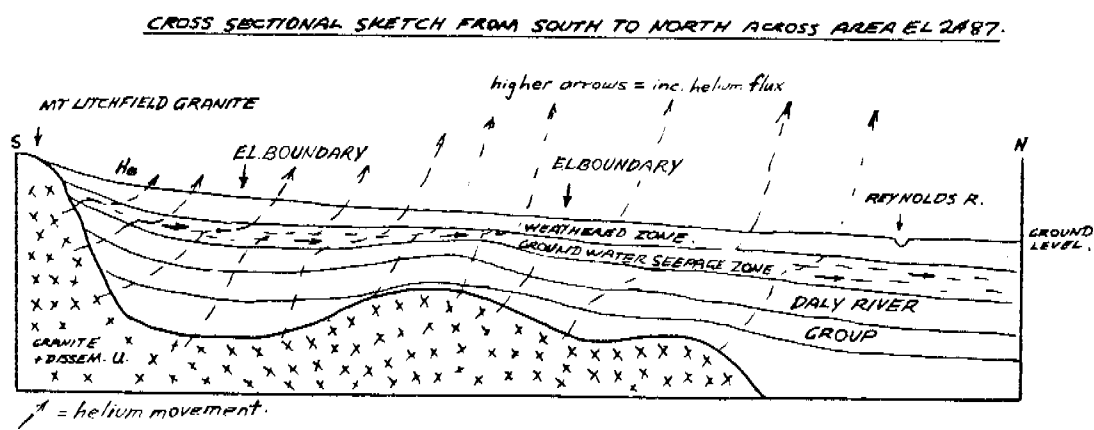 CROSS SECTIONAL SKETCH FROM SOUTH TO NORTH ACROSS AREA EL 2487.
higher arrows = inc. helium flux
MT LITCHFIELD GRANITE
S
EL.BOUNDARY
EL.BOUNDARY
N
He
REYNOLDS R.
WEATHERED ZONE.
GROUND
LEVEL.
GROUND WATER SEEPAGE ZONE
DALY RIVER
GROUP
GRANITE
+ DISSEM. U.
= helium movement.